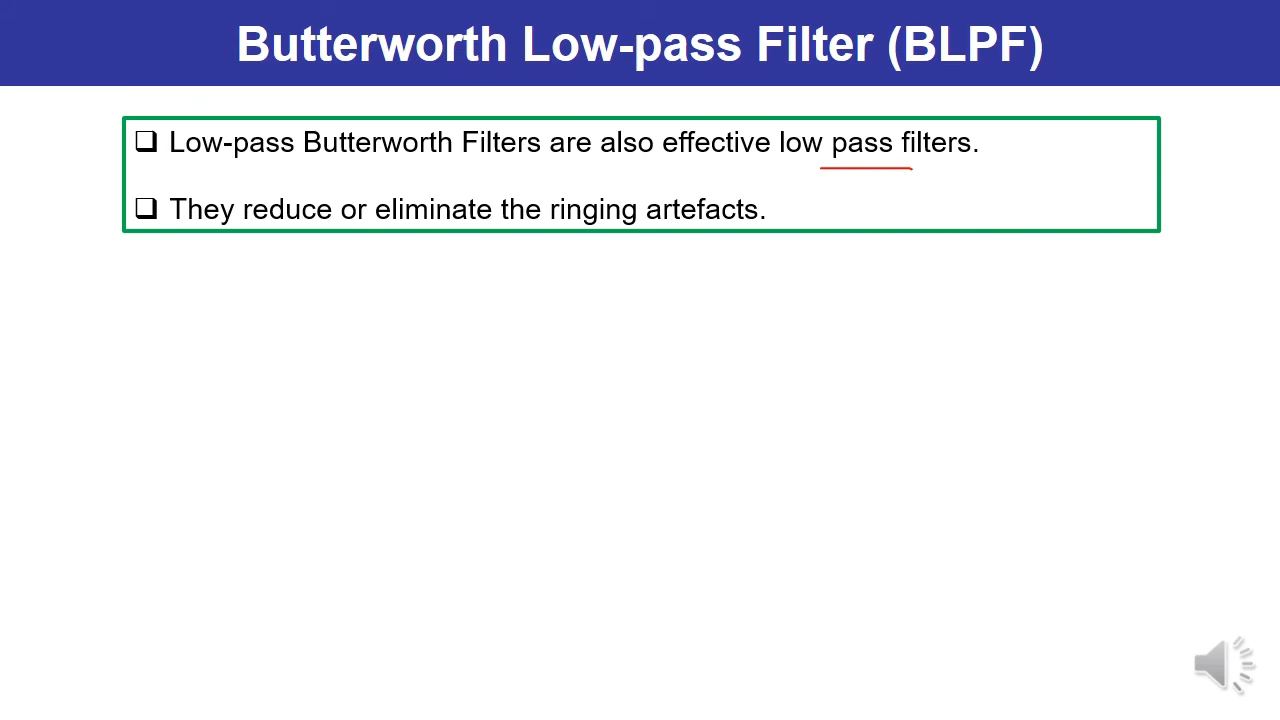 Butterworth Low-pass Filter (BLPF)
Low-pass Butterworth Filters are also effective low pass filters.
They reduce or eliminate the ringing artefacts.